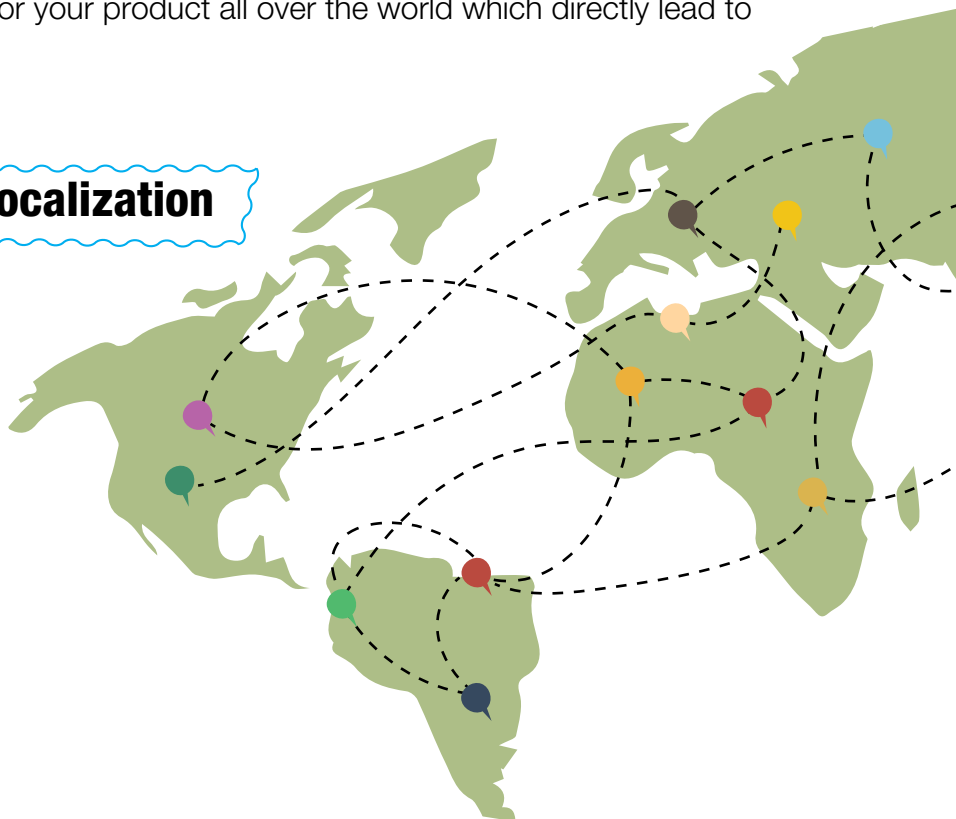 or your product all over the world which directly lead to
ocalization